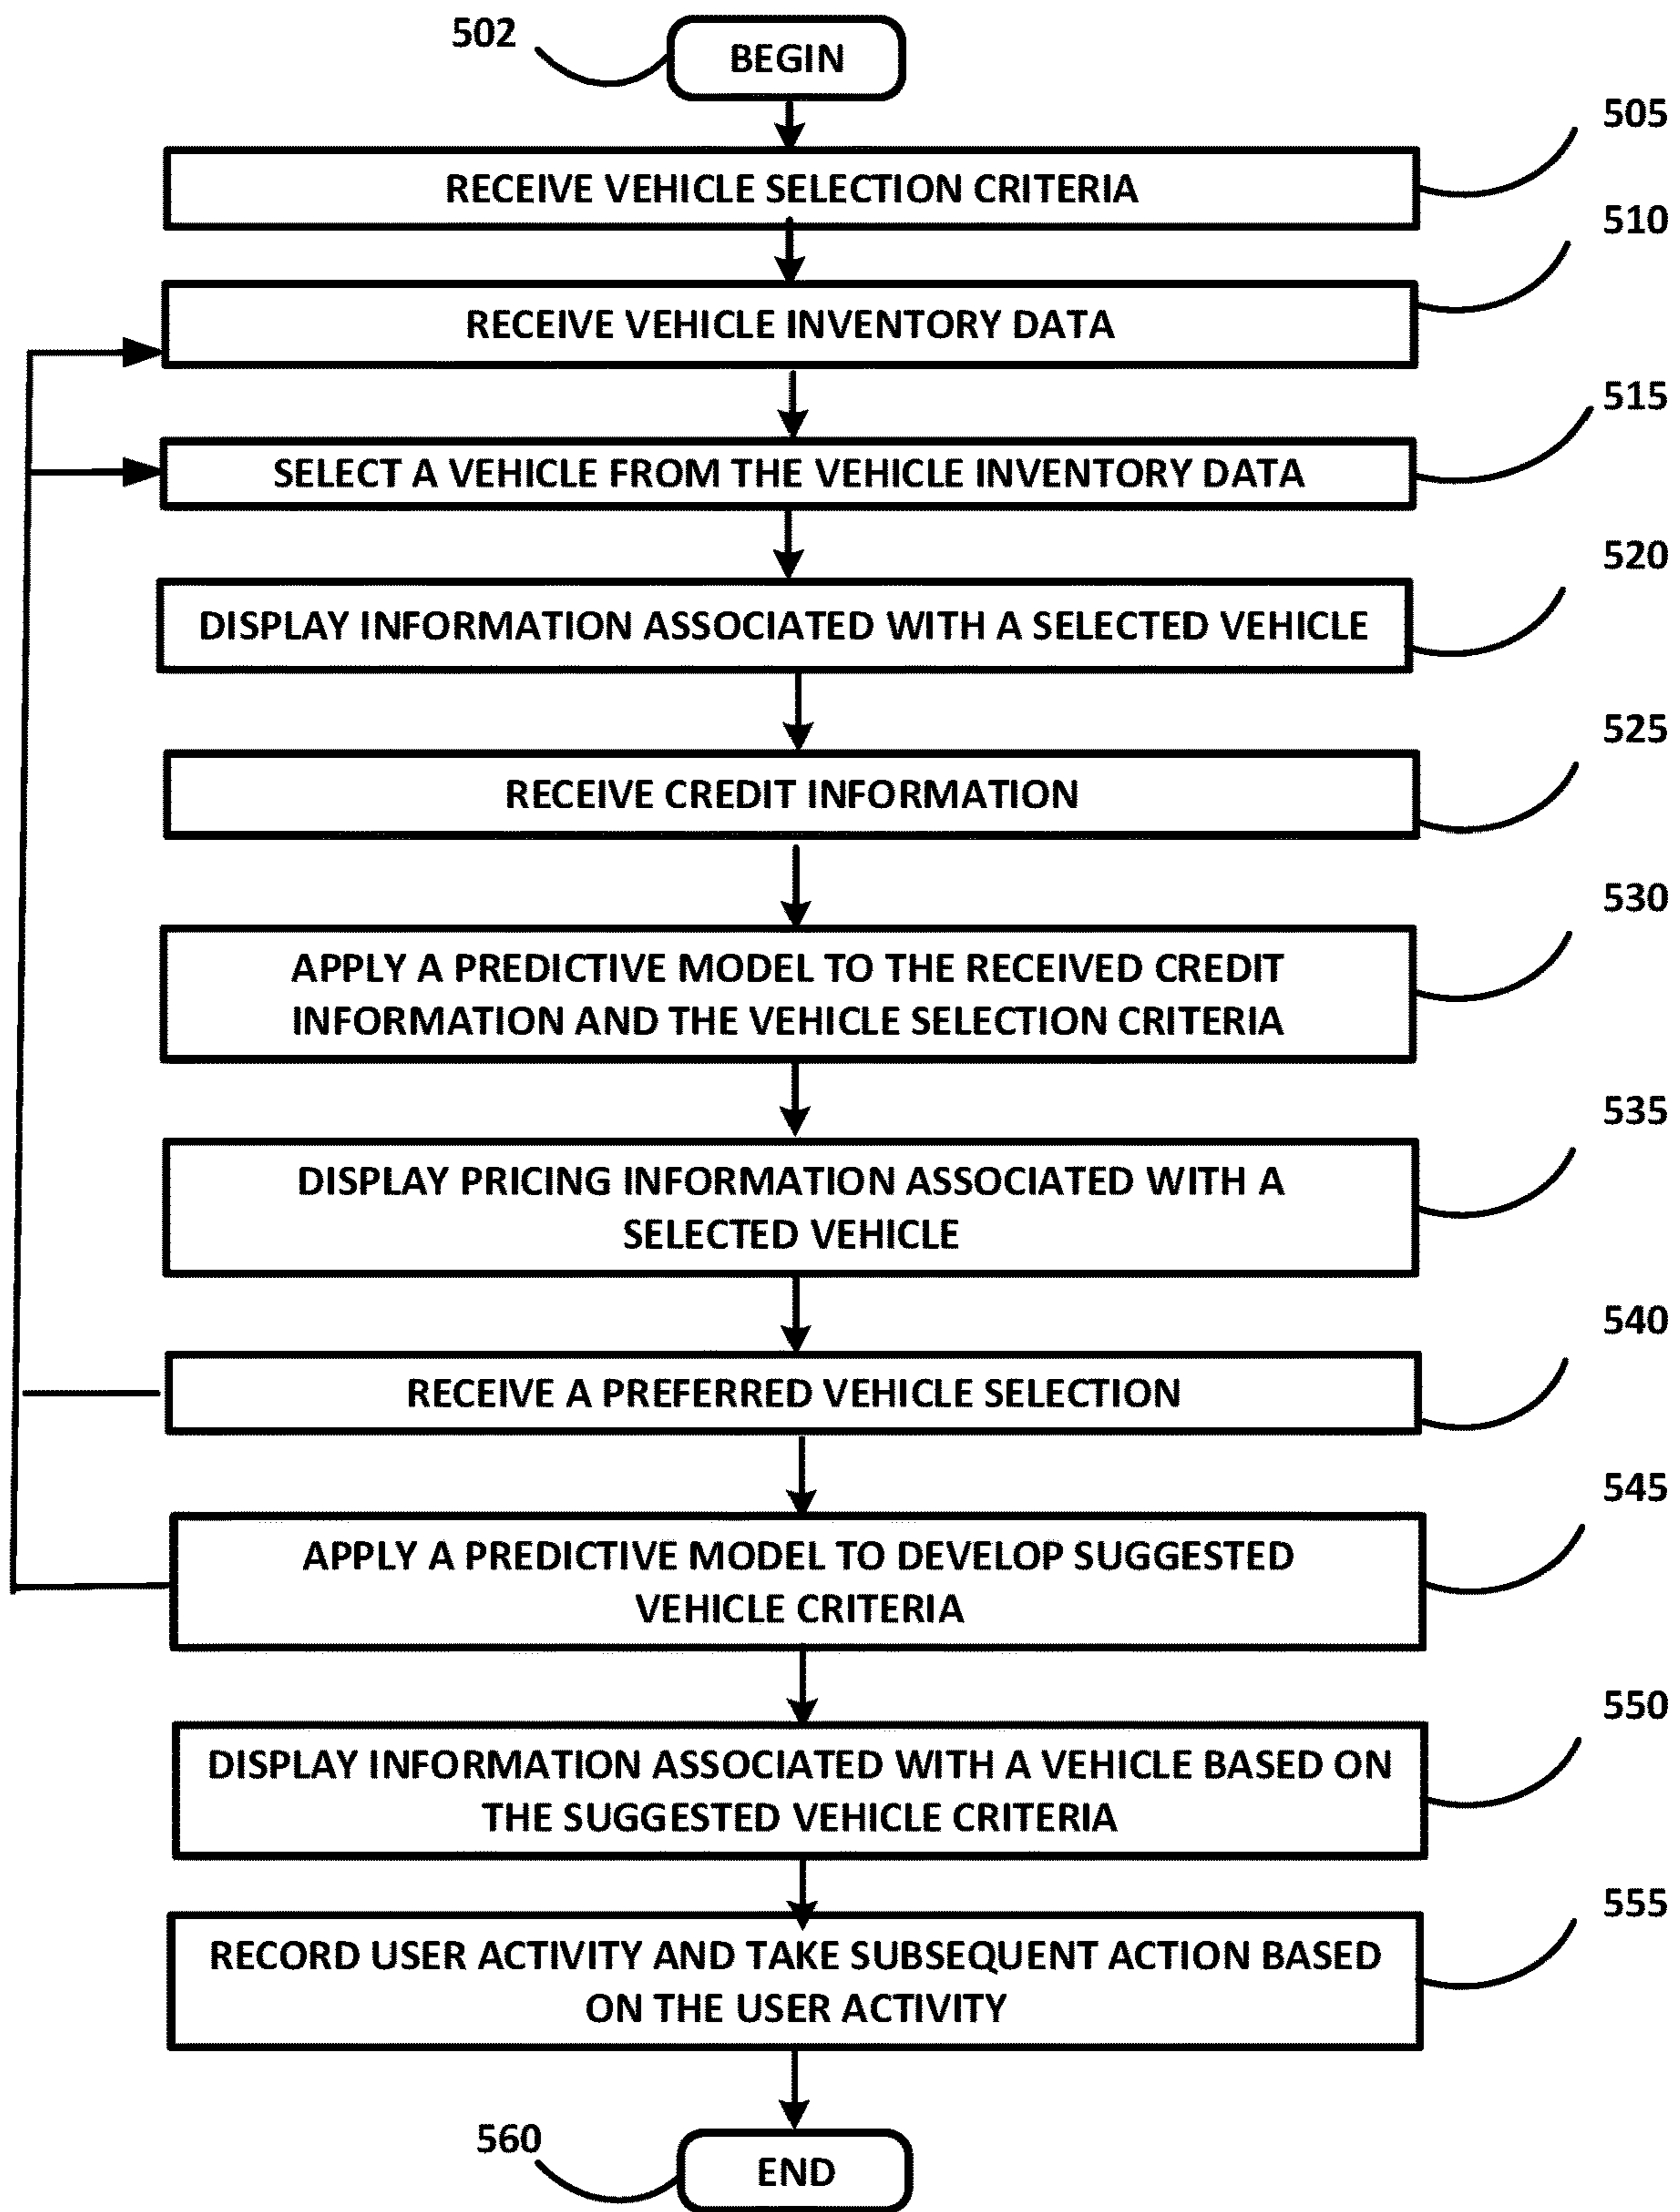 502
BEGIN
505
RECEIVE VEHICLE SELECTION CRITERIA
510
RECEIVE VEHICLE INVENTORY DATA
515
SELECT A VEHICLE FROM THE VEHICLE INVENTORY DATA
520
DISPLAY INFORMATION ASSOCIATED WITH A SELECTED VEHICLE
525
RECEIVE CREDIT INFORMATION
530
APPLY A PREDICTIVE MODEL TO THE RECEIVED CREDIT
INFORMATION AND THE VEHICLE SELECTION CRITERIA
535
DISPLAY PRICING INFORMATION ASSOCIATED WITH A
SELECTED VEHICLE
540
RECEIVE A PREFERRED VEHICLE SELECTION
545
APPLY A PREDICTIVE MODEL TO DEVELOP SUGGESTED
VEHICLE CRITERIA
550
DISPLAY INFORMATION ASSOCIATED WITH A VEHICLE BASED ON
THE SUGGESTED VEHICLE CRITERIA
555
RECORD USER ACTIVITY AND TAKE SUBSEQUENT ACTION BASED
ON THE USER ACTIVITY
560
END